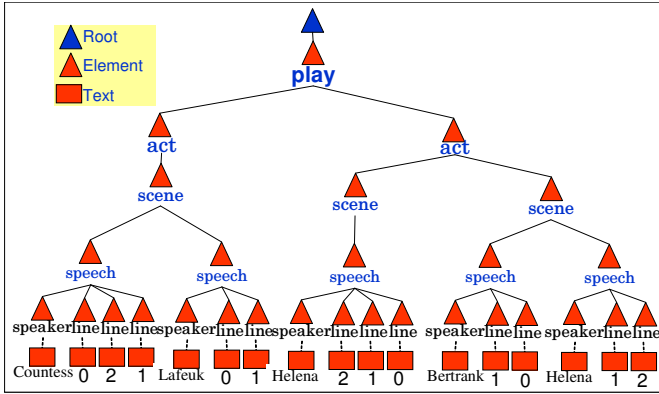 Root
Element
Text
play
act act
scene scene scene
speech speech speech speech speech
speaker line line line speaker line line speaker line line line speaker line line speaker line line
Countess 0 2 1 Lafeuk 0 1 Helena 2 1 0 Bertrank 1 0 Helena 1 2